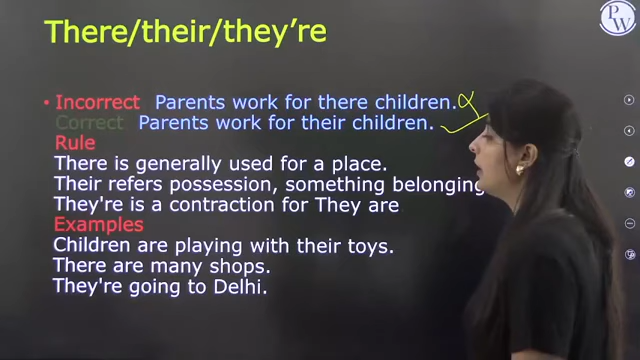 There/their/they're
PW
• Incorrect Parents work for there children.
Correct Parents work for their children.
Rule
There is generally used for a place.
Their refers possession, something belonging
They're is a contraction for They are
Examples
Children are playing with their toys.
There are many shops.
They're going to Delhi.